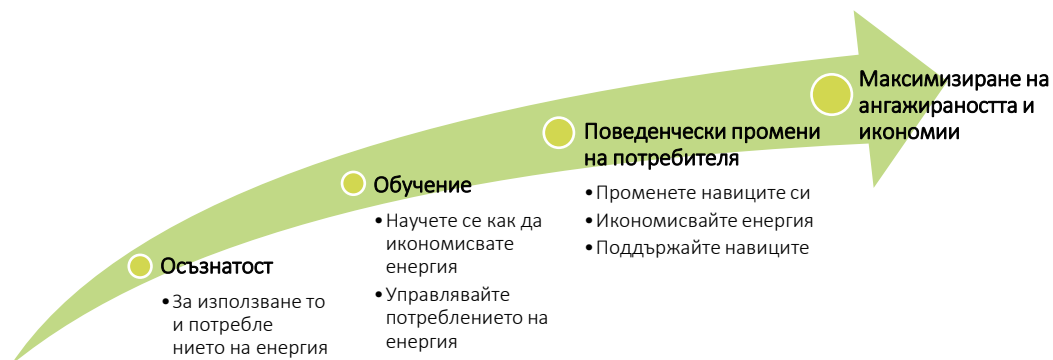 Осъзнатост
•За използване то
и потребле
нието на енергия
Обучение
•Научете се как да
икономисвате
енергия
•Управлявайте
потреблението на
енергия
Поведенчески промени
на потребителя
•Променете навиците си
•Икономисвайте енергия
•Поддържайте навиците
Максимизиране на
ангажираността и
икономии